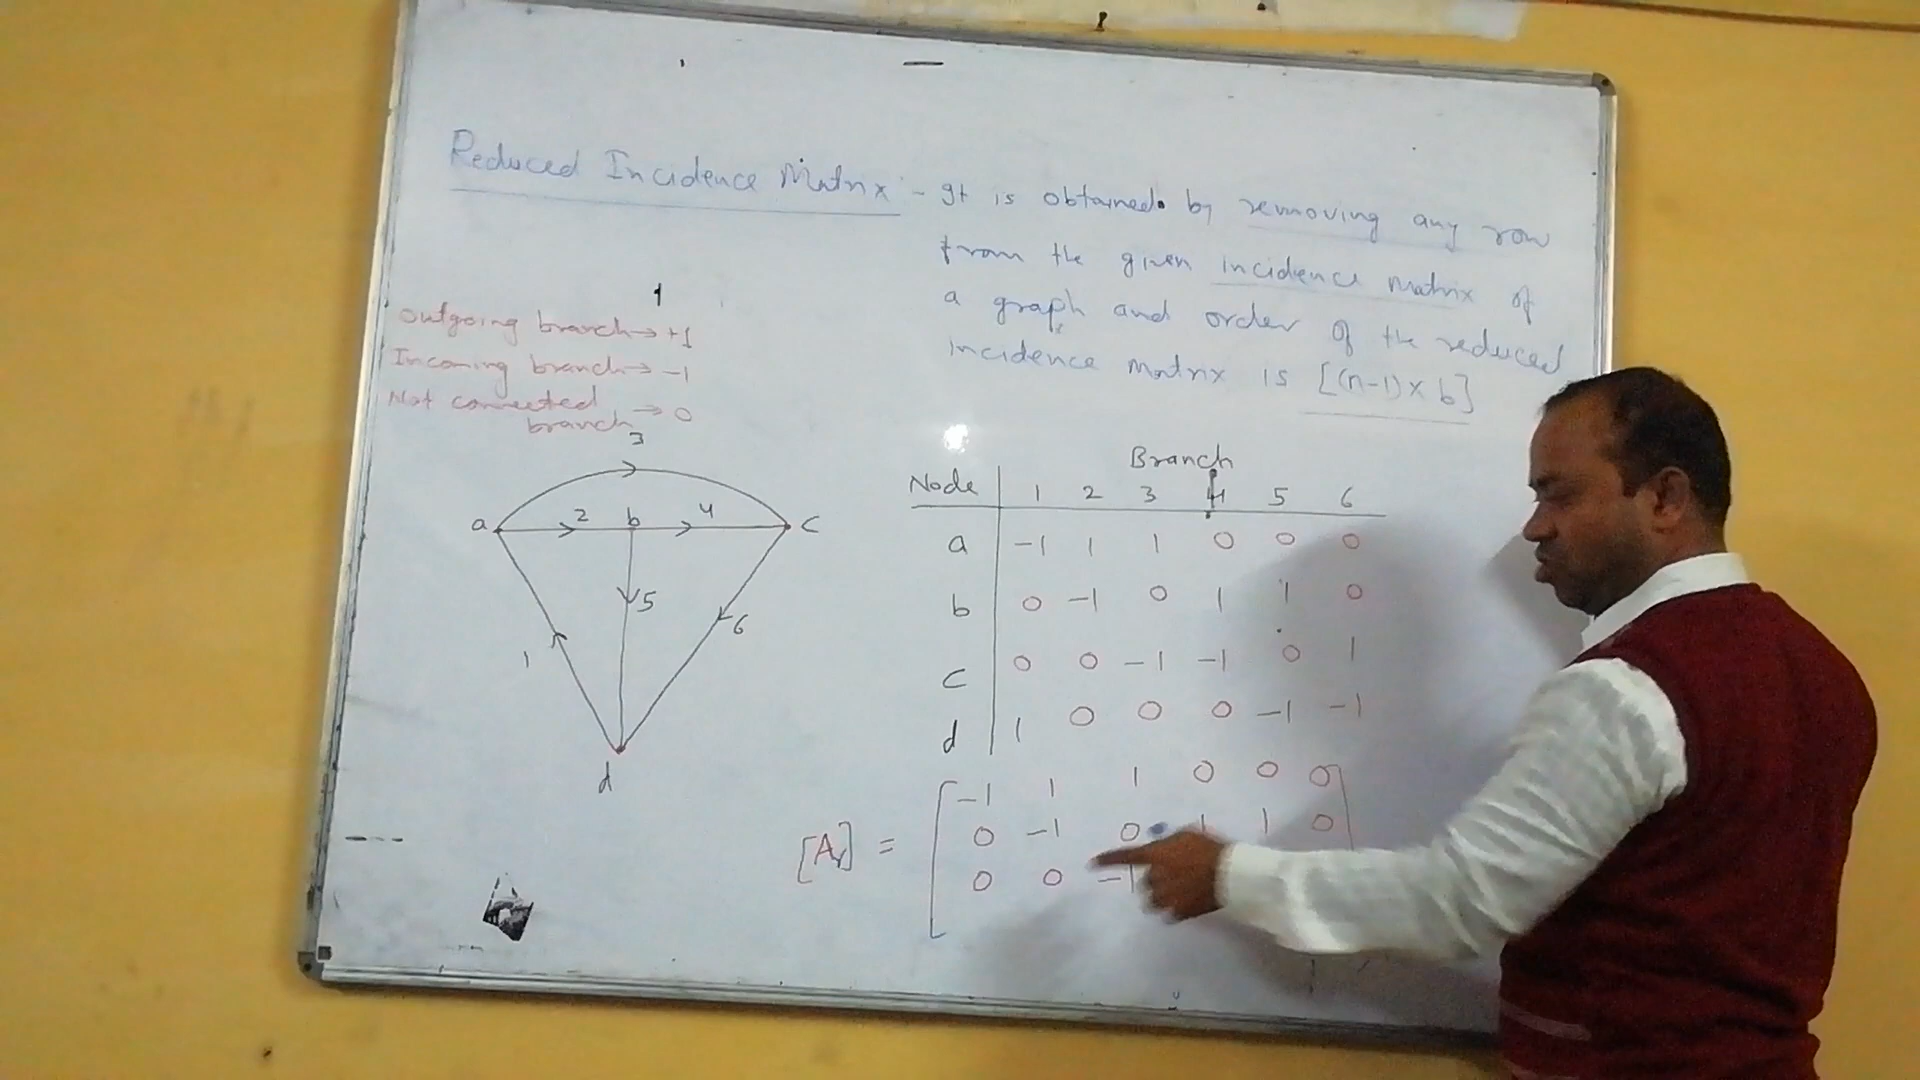 Reduced Incidence Matrix - It is obtained by removing any row
from the given incidence matrix of
a graph and order of the reduced
incidence matrix is [(n-1) x b]
1
outgoing branch → +1
Incoming branch → -1
Not connected branch → 0
3
a 2 b 4 c
5
6
1
d
Branch
Node 1 2 3 4 5 6
a -1 1 1 0 0 0
b 0 -1 0 1 1 0
c 0 0 -1 -1 0 1
d 1 0 0 0 -1 -1
-1 1 1 0 0 0
[Ar] = 0 -1 0 1 1 0
0 0 -1